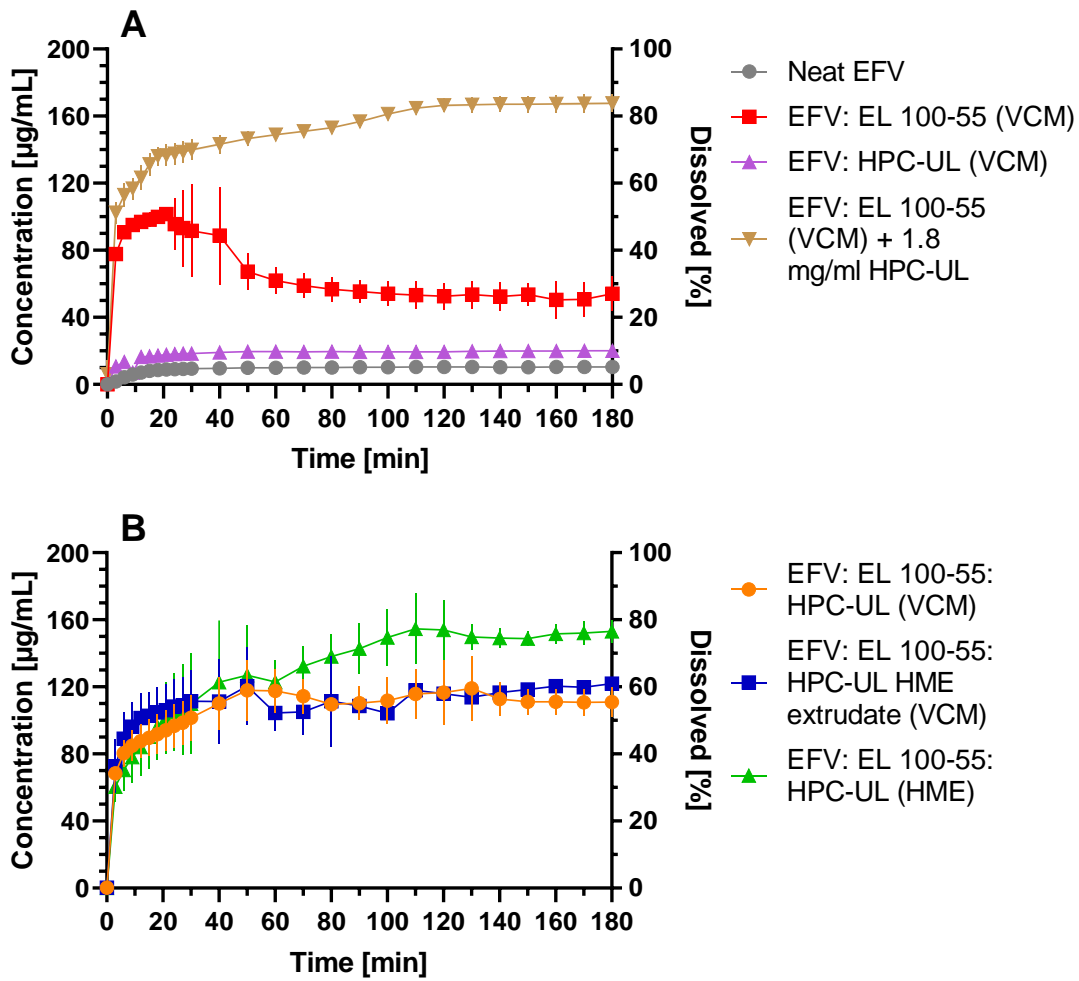 A
200
160
120
80
40
0
Concentration [µg/mL]
100
80
60
40
20
0
Dissolved [%]
0 20 40 60 80 100 120 140 160 180
Time [min]
Neat EFV
EFV: EL 100-55 (VCM)
EFV: HPC-UL (VCM)
EFV: EL 100-55
(VCM) + 1.8
mg/ml HPC-UL
B
200
160
120
80
40
0
Concentration [µg/mL]
100
80
60
40
20
0
Dissolved [%]
0 20 40 60 80 100 120 140 160 180
Time [min]
EFV: EL 100-55:
HPC-UL (VCM)
EFV: EL 100-55:
HPC-UL HME
extrudate (VCM)
EFV: EL 100-55:
HPC-UL (HME)